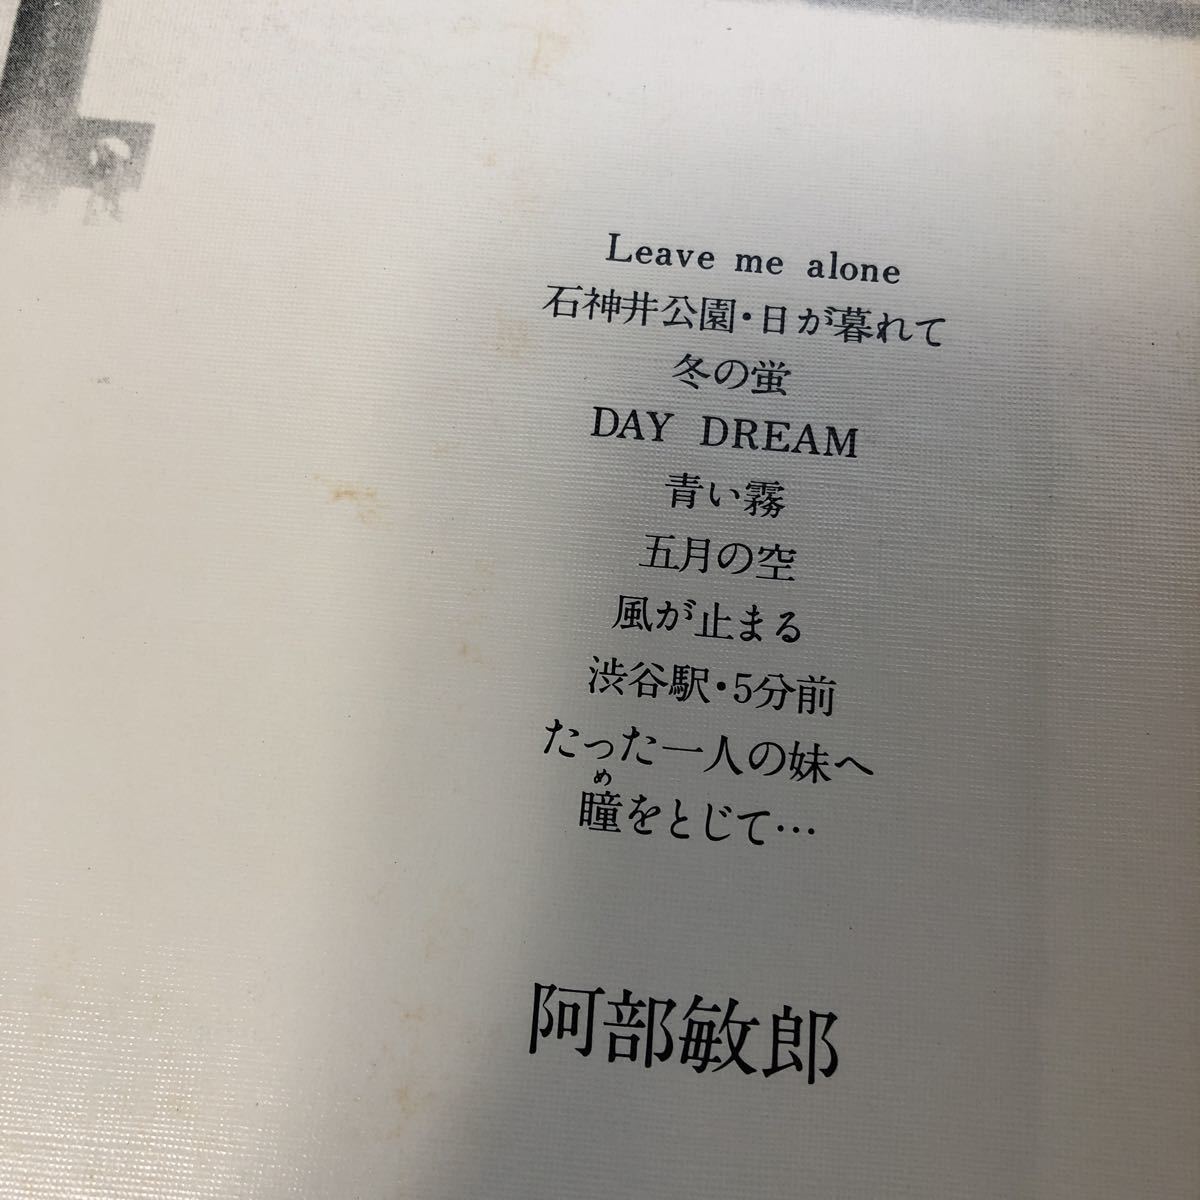 Leave me alone
石神井公園・日が暮れて
冬の蛍
DAY DREAM
青い霧
五月の空
風が止まる
渋谷駅・5分前
たった一人の妹へ
め
瞳をとじて…
阿部敏郎